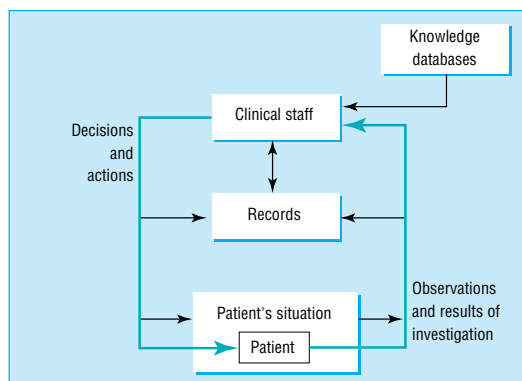 Knowledge
databases
Clinical staff
Decisions
and
actions
Records
Observations
and results of
investigation
Patient's situation
Patient